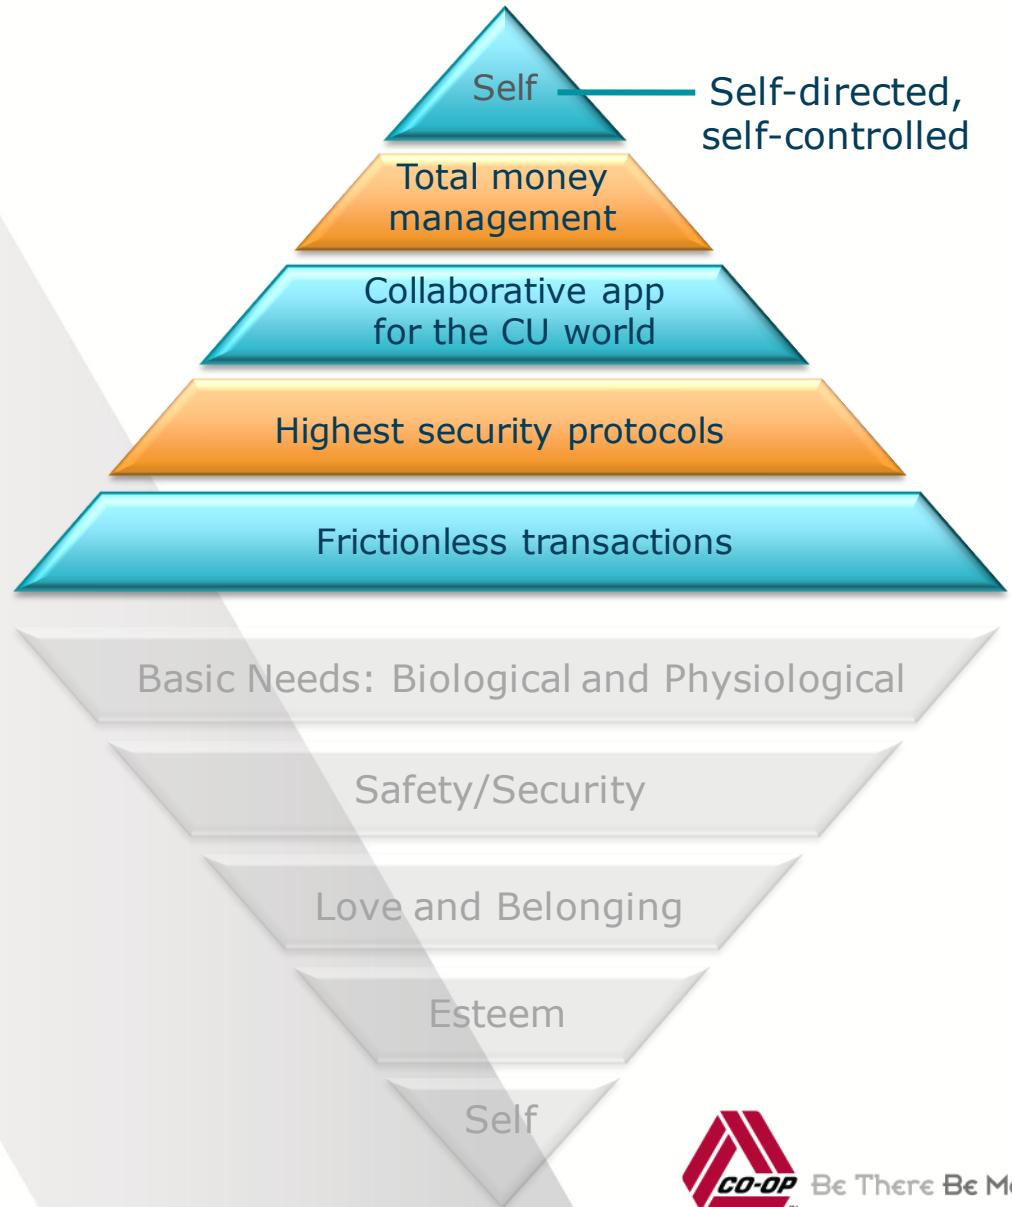 Self
Self-directed,
self-controlled
Total money
management
Collaborative app
for the CU world
Highest security protocols
Frictionless transactions
Basic Needs: Biological and Physiological
Safety/Security
Love and Belonging
Esteem
Self
CO-OP Be There Be